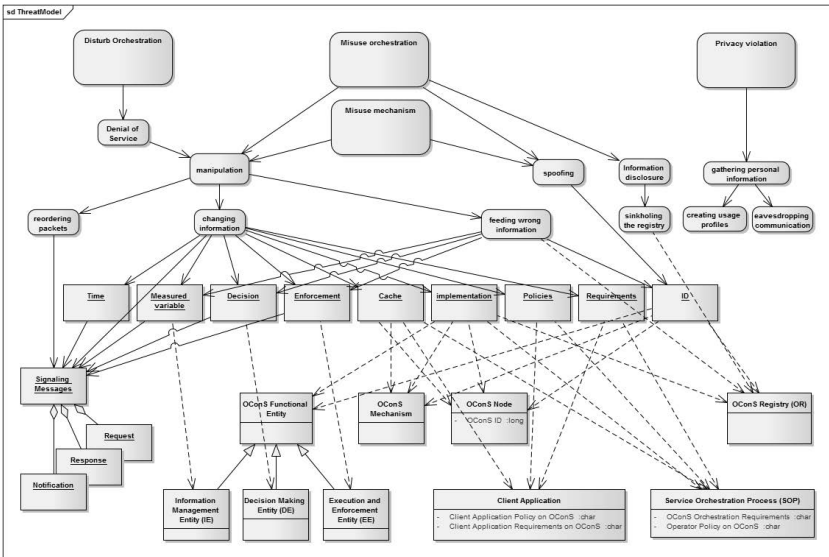 sd ThreatModel
Disturb Orchestration
Misuse orchestration
Privacy violation
Misuse mechanism
Denial of
Service
manipulation
spoofing
Information
disclosure
gathering personal
information
reordering
packets
changing
information
feeding wrong
information
sinkholing
the registry
creating usage
profiles
eavesdropping
communication
Time
Measured
variable
Decision
Enforcement
Cache
implementation
Policies
Requirements
ID
Signaling
Messages
Request
Response
Notification
OConS Functional
Entity
OConS
Mechanism
OConS Node
- OConS ID :long
OConS Registry (OR)
Information
Management
Entity (IE)
Decision Making
Entity (DE)
Execution and
Enforcement
Entity (EE)
Client Application
- Client Application Policy on OConS :char
- Client Application Requirements on OConS :char
Service Orchestration Process (SOP)
- OConS Orchestration Requirements :char
- Operator Policy on OConS :char